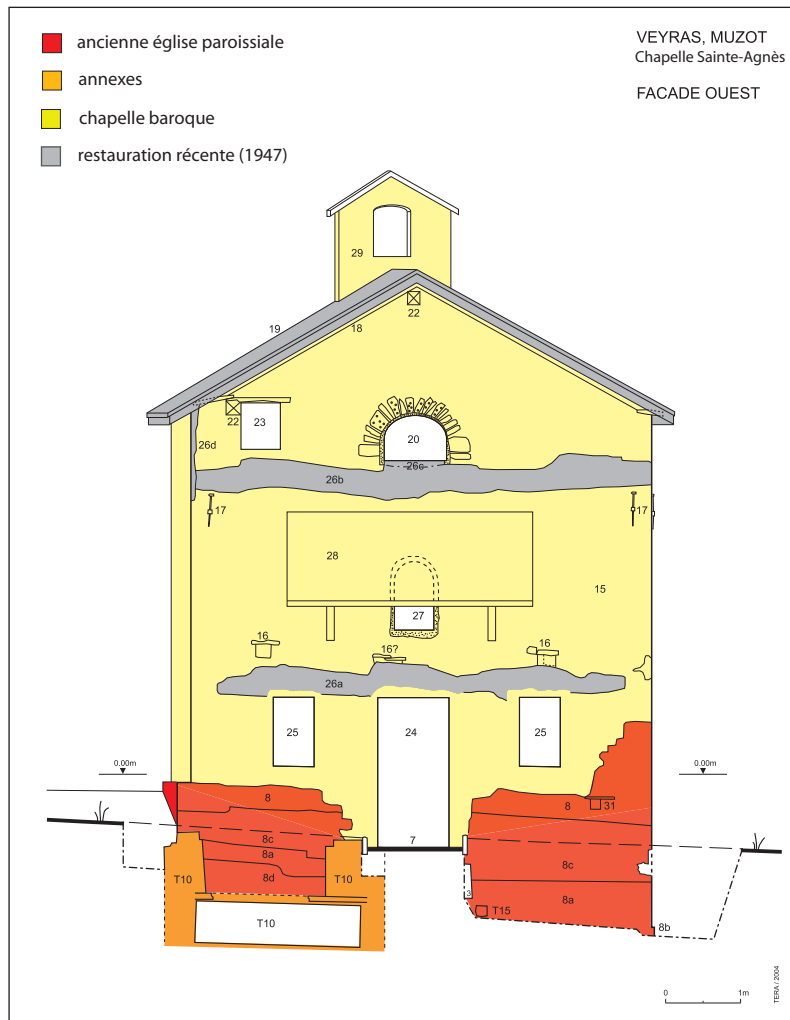 ancienne église paroissiale
annexes
chapelle baroque
restauration récente (1947)
VEYRAS, MUZOT
Chapelle Sainte-Agnès
FACADE OUEST
29
22
19
18
22
23
20
26d
26c
26b
17
17
28
15
27
16
16?
16
26a
25
24
25
0.00m
0.00m
8
8
31
7
8c
8a
8d
8c
8a
T10
T10
3
T15
T10
8b
0
1m
TERA / 2004